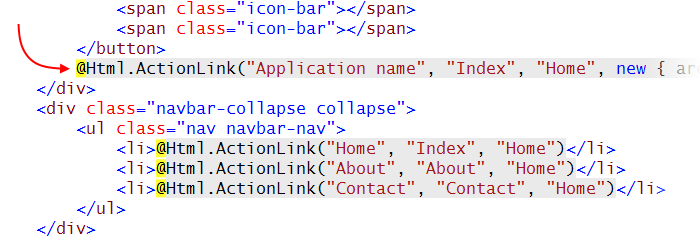 <span class="icon-bar"></span>
<span class="icon-bar"></span>
</button>
@Html.ActionLink("Application name", "Index", "Home", new { are
</div>
<div class="navbar-collapse collapse">
<ul class="nav navbar-nav">
<li>@Html.ActionLink("Home", "Index", "Home")</li>
<li>@Html.ActionLink("About", "About", "Home")</li>
<li>@Html.ActionLink("Contact", "Contact", "Home")</li>
</ul>
</div>